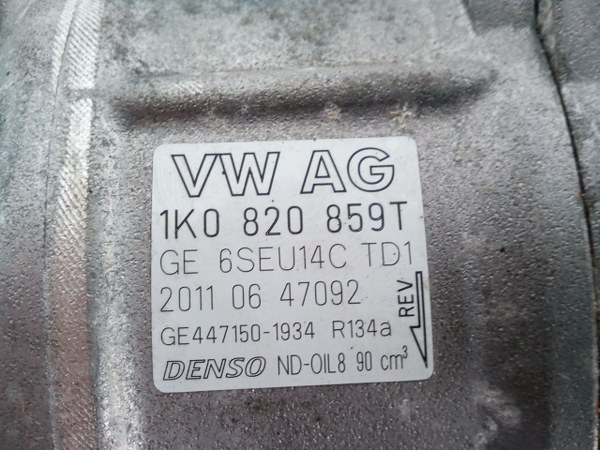 VW AG
1K0 820 859T
GE 6SEU14C TD1
2011 06 47092
REV
GE447150-1934 R134a
DENSO ND-OIL8 90 cm³